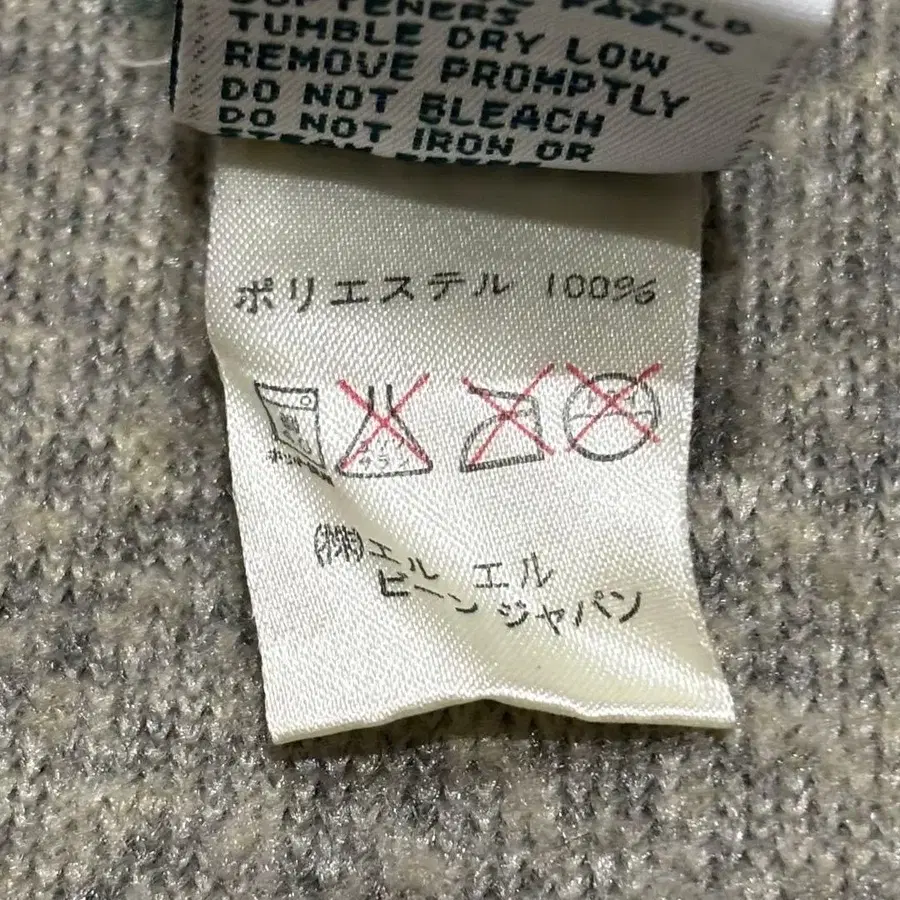 SOFTENERS
TUMBLE DRY LOW
REMOVE PROMPTLY
DO NOT BLEACH
DO NOT IRON OR
ポリエステル 100%
(株)エル エル
ビーン ジャパン